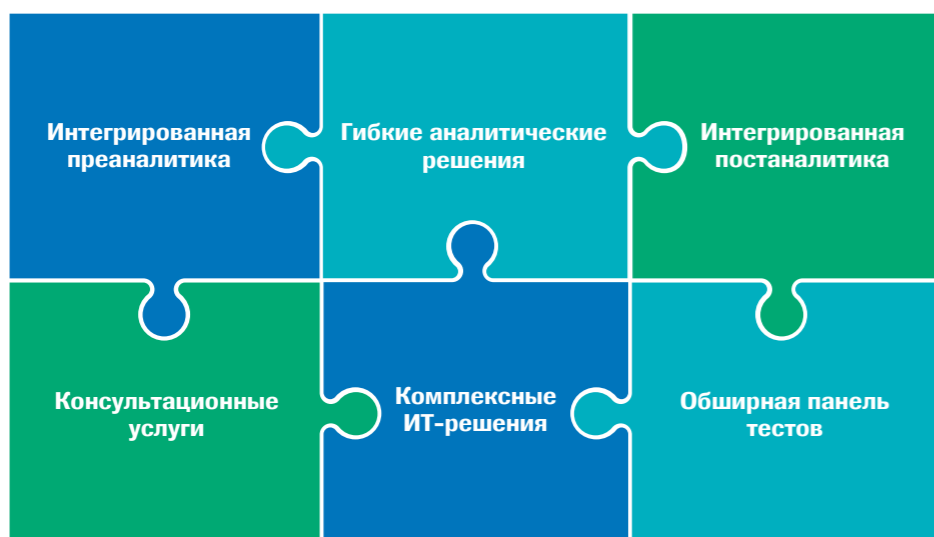 Интегрированная
преаналитика
Гибкие аналитические
решения
Интегрированная
постаналитика
Консультационные
услуги
Комплексные
ИТ-решения
Обширная панель
тестов